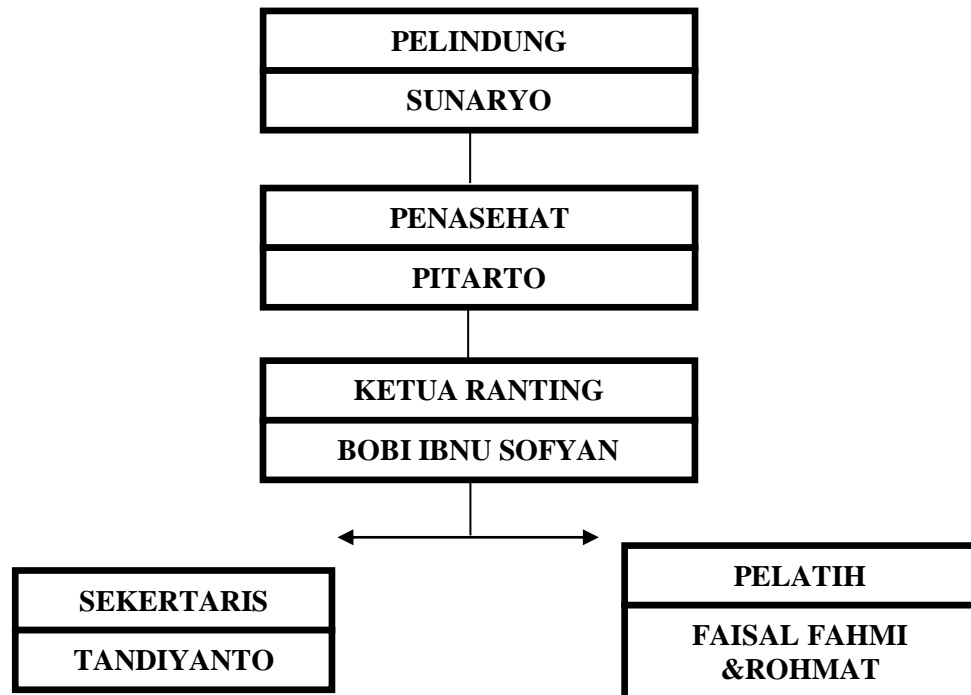 PELINDUNG
SUNARYO
PENASEHAT
PITARTO
KETUA RANTING
BOBI IBNU SOFYAN
SEKERTARIS
TANDIYANTO
PELATIH
FAISAL FAHMI
&ROHMAT